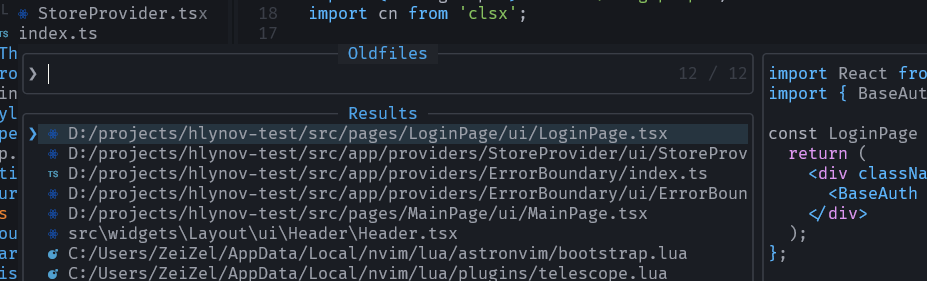 StoreProvider.tsx
index.ts
18 import cn from 'clsx';
17
Th
ro
in
yl
pe
p.
ti
ur
s
ou
ar
is
Oldfiles
❯
12 / 12
Results
❯ D:/projects/hlynov-test/src/pages/LoginPage/ui/LoginPage.tsx
D:/projects/hlynov-test/src/app/providers/StoreProvider/ui/StoreProv
TS D:/projects/hlynov-test/src/app/providers/ErrorBoundary/index.ts
D:/projects/hlynov-test/src/app/providers/ErrorBoundary/ui/ErrorBoun
D:/projects/hlynov-test/src/pages/MainPage/ui/MainPage.tsx
src\widgets\Layout\ui\Header\Header.tsx
C:/Users/ZeiZel/AppData/Local/nvim/lua/astronvim/bootstrap.lua
C:/Users/ZeiZel/AppData/Local/nvim/lua/plugins/telescope.lua
import React fro
import { BaseAut
const LoginPage
return (
<div classNa
<BaseAuth
</div>
);
};